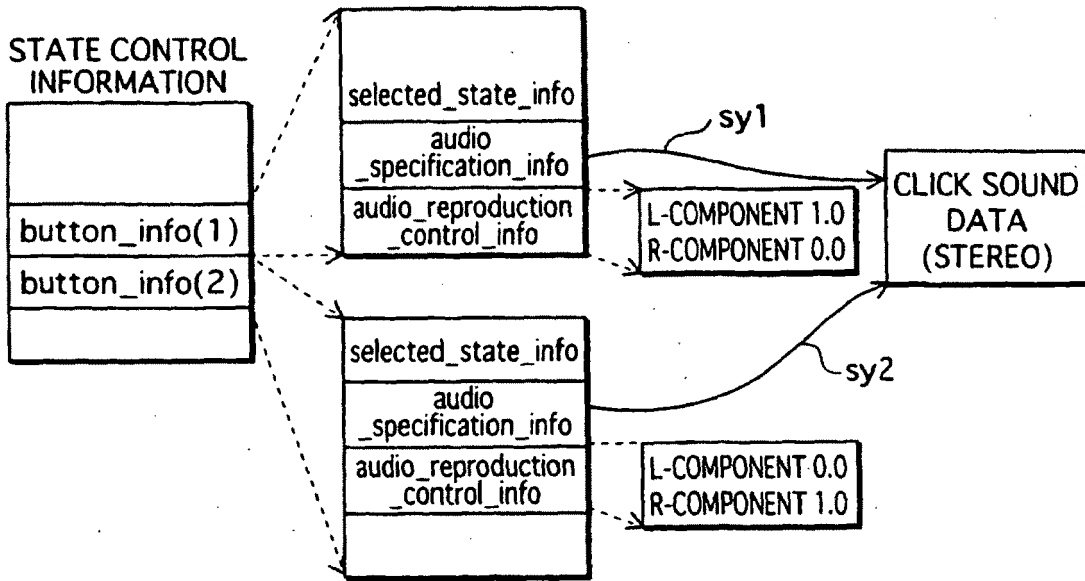 STATE CONTROL
INFORMATION
button_info(1)
button_info(2)
selected_state_info
audio
_specification_info
audio_reproduction
_control_info
L-COMPONENT 1.0
R-COMPONENT 0.0
sy1
CLICK SOUND
DATA
(STEREO)
selected_state_info
audio
_specification_info
audio_reproduction
_control_info
L-COMPONENT 0.0
R-COMPONENT 1.0
sy2